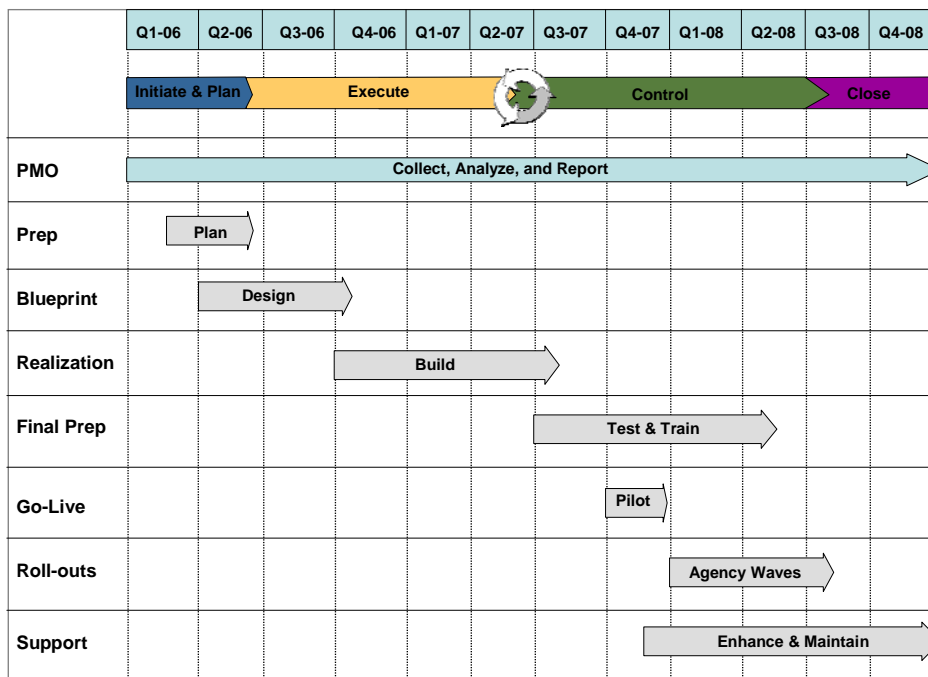 Q1-06 Q2-06 Q3-06 Q4-06 Q1-07 Q2-07 Q3-07 Q4-07 Q1-08 Q2-08 Q3-08 Q4-08
Initiate & Plan Execute Control Close
PMO Collect, Analyze, and Report
Prep Plan
Blueprint Design
Realization Build
Final Prep Test & Train
Go-Live Pilot
Roll-outs Agency Waves
Support Enhance & Maintain